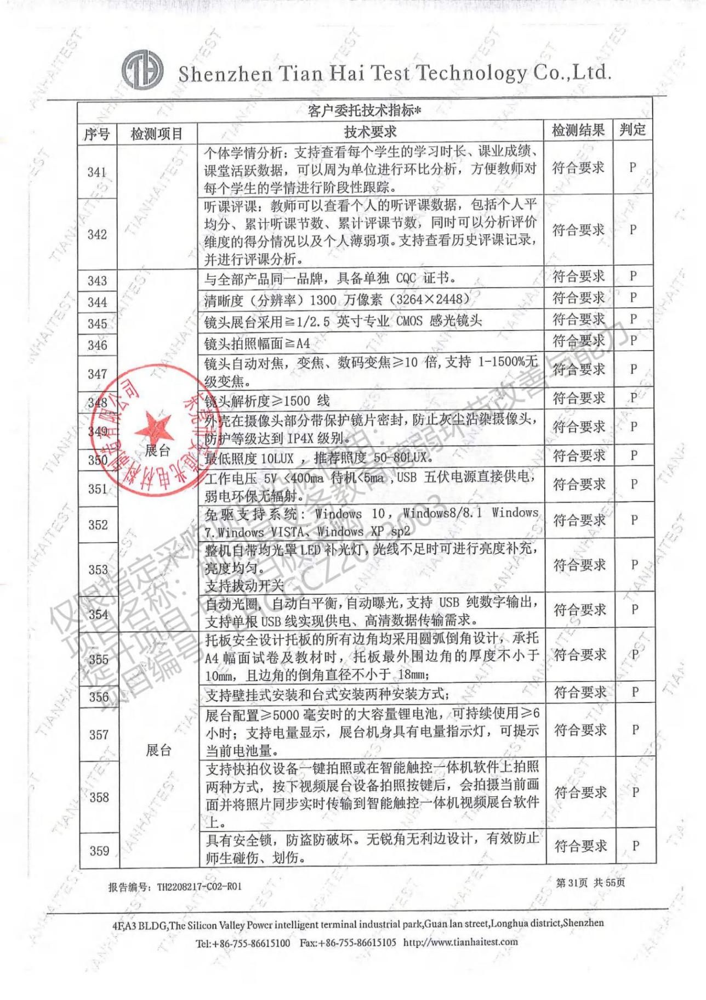 Shenzhen Tian Hai Test Technology Co.,Ltd.
客户委托技术指标*
序号 检测项目 技术要求 检测结果 判定
341 个体学情分析：支持查看每个学生的学习时长、课业成绩、
课堂活跃数据，可以周为单位进行环比分析，方便教师对
每个学生的学情进行阶段性跟踪。 符合要求 P
342 听课评课：教师可以查看个人的听评课数据，包括个人平
均分、累计听课节数、累计评课节数，同时可以分析评价
维度的得分情况以及个人薄弱项。支持查看历史评课记录，
并进行评课分析。 符合要求 P
展台
343 与全部产品同一品牌，具备单独 CQC 证书。 符合要求 P
344 清晰度（分辨率）1300 万像素（3264×2448） 符合要求 P
345 镜头展台采用≧1/2.5 英寸专业 CMOS 感光镜头 符合要求 P
346 镜头拍照幅面≧A4 符合要求 P
347 镜头自动对焦，变焦、数码变焦≥10 倍,支持 1-1500%无
级变焦。 符合要求 P
348 镜头解析度≥1500 线 符合要求 P
349 外壳在摄像头部分带保护镜片密封,防止灰尘沾染摄像头，
防护等级达到 IP4X 级别。 符合要求 P
350 最低照度 10LUX ，推荐照度 50-80LUX。 符合要求 P
351 工作电压 5V <400ma 待机<5ma ,USB 五伏电源直接供电，
弱电环保无辐射。 符合要求 P
352 免驱支持系统：Windows 10，Windows8/8.1 Windows
7.Windows VISTA、Windows XP sp2 符合要求 P
353 整机自带均光罩 LED 补光灯,光线不足时可进行亮度补充，
亮度均匀。
支持拨动开关 符合要求 P
354 自动光圈, 自动白平衡,自动曝光,支持 USB 纯数字输出，
支持单根 USB 线实现供电、高清数据传输需求。 符合要求 P
展台
355 托板安全设计托板的所有边角均采用圆弧倒角设计，承托
A4 幅面试卷及教材时，托板最外围边角的厚度不小于
10mm，且边角的倒角直径不小于 18mm； 符合要求 P
356 支持壁挂式安装和台式安装两种安装方式； 符合要求 P
357 展台配置≥5000 毫安时的大容量锂电池，可持续使用≥6
小时；支持电量显示，展台机身具有电量指示灯，可提示
当前电池量。 符合要求 P
358 支持快拍仪设备一键拍照或在智能触控一体机软件上拍照
两种方式，按下视频展台设备拍照按键后，会拍摄当前画
面并将照片同步实时传输到智能触控一体机视频展台软件
上。 符合要求 P
359 具有安全锁，防盗防破坏。无锐角无利边设计，有效防止
师生碰伤、划伤。 符合要求 P
报告编号：TH2208217-C02-R01 第 31页 共 55页
4F,A3 BLDG,The Silicon Valley Power intelligent terminal industrial park,Guan lan street,Longhua district,Shenzhen
Tel:+86-755-86615100 Fax:+86-755-86615105 http://www.tianhaitest.com